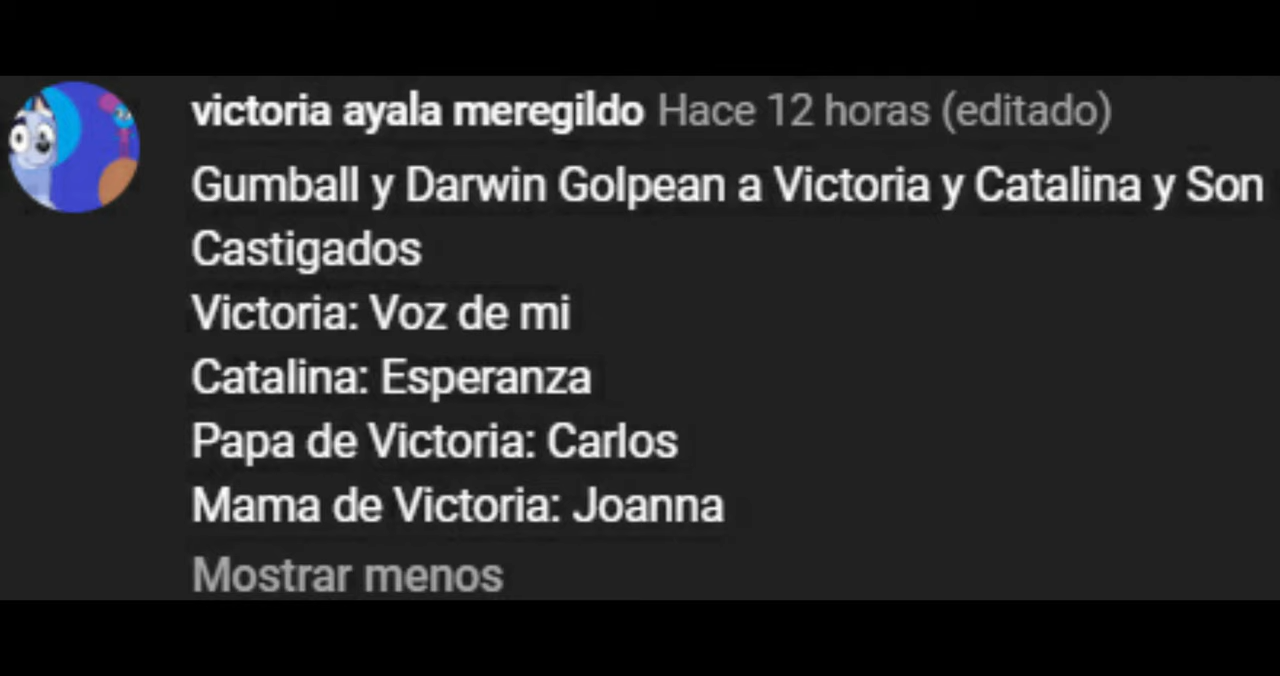 victoria ayala meregildo Hace 12 horas (editado)
Gumball y Darwin Golpean a Victoria y Catalina y Son
Castigados
Victoria: Voz de mi
Catalina: Esperanza
Papa de Victoria: Carlos
Mama de Victoria: Joanna
Mostrar menos